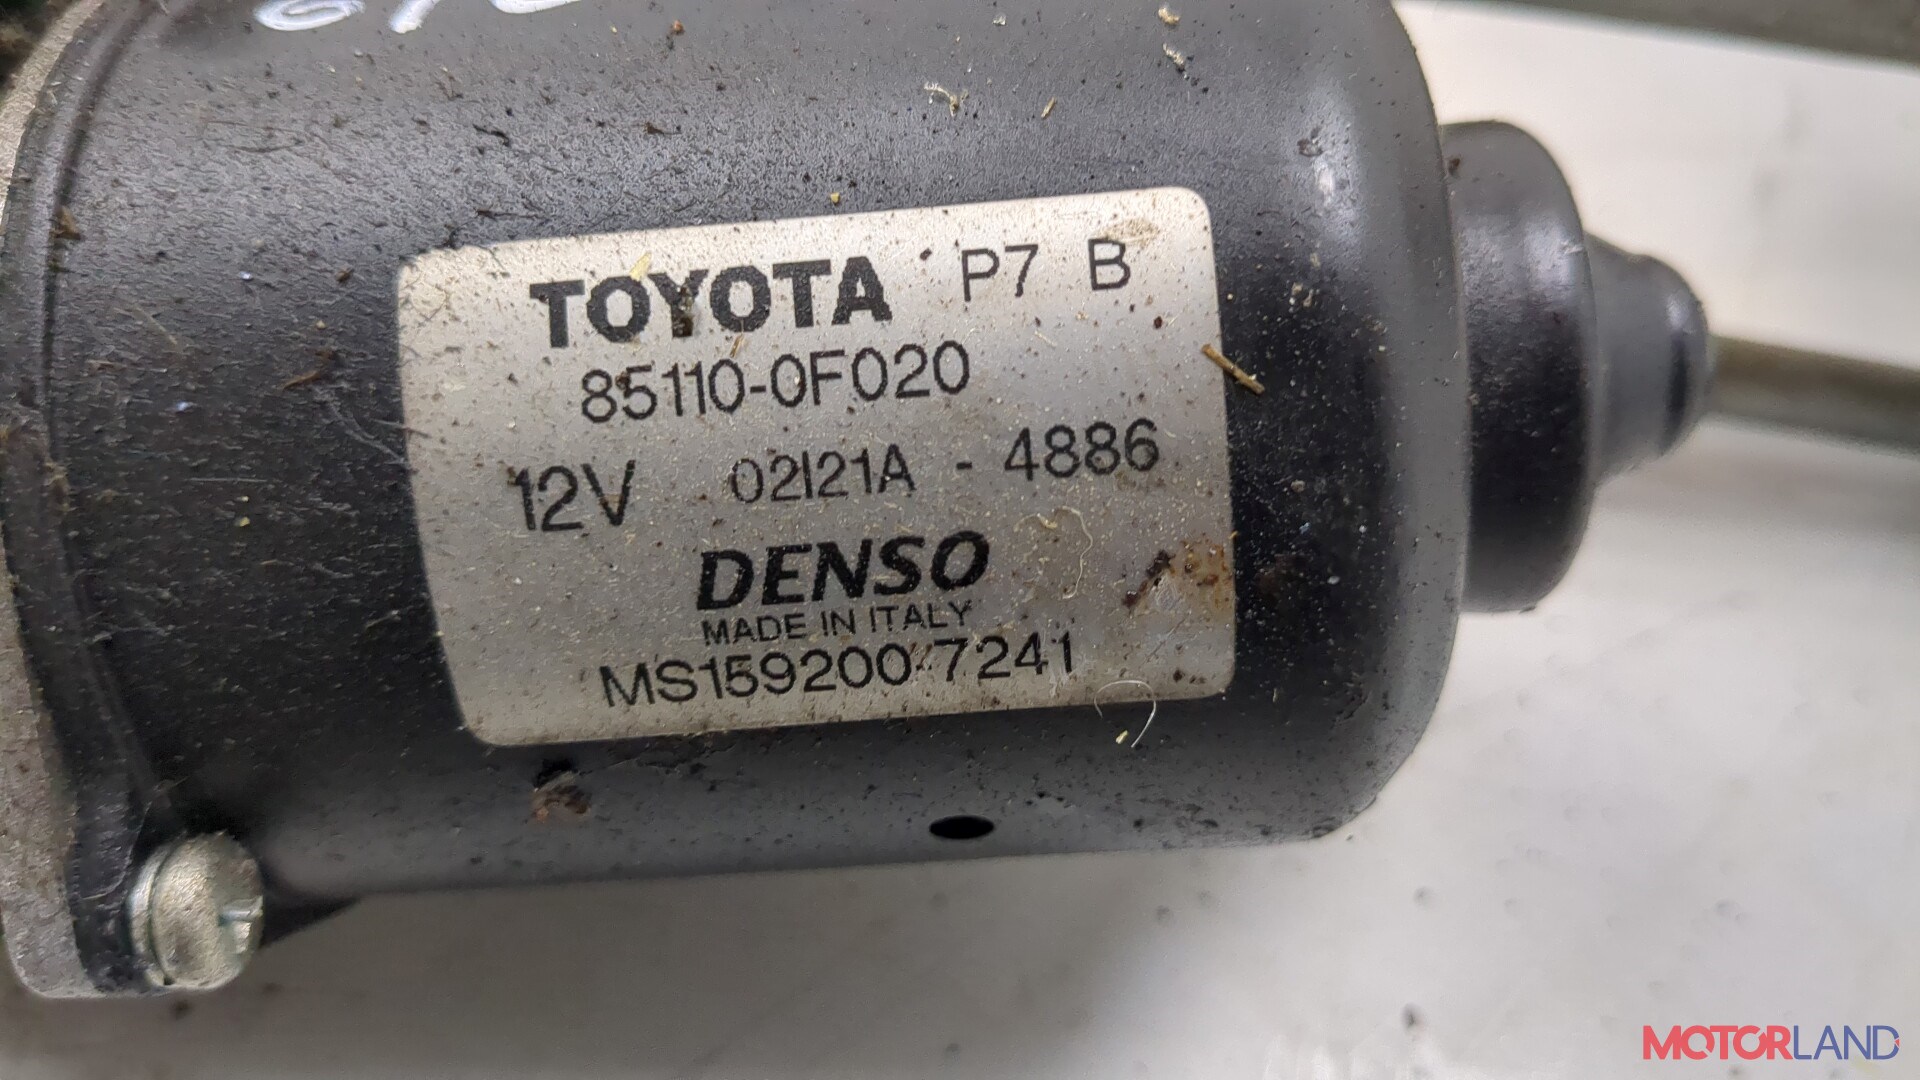 TOYOTA P7 B
85110-0F020
12V 02I21A - 4886
DENSO
MADE IN ITALY
MS159200-7241
MOTORLAND